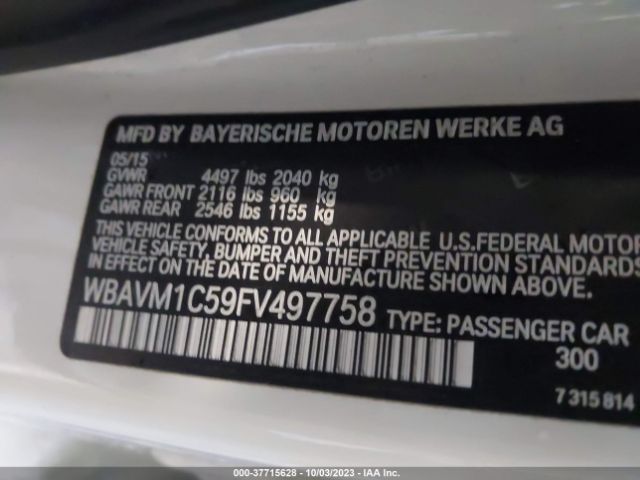 MFD BY BAYERISCHE MOTOREN WERKE AG
05/15
GVWR 4497 lbs 2040 kg
GAWR FRONT 2116 lbs 960 kg
GAWR REAR 2546 lbs 1155 kg
THIS VEHICLE CONFORMS TO ALL APPLICABLE U.S.FEDERAL MOTOR
VEHICLE SAFETY, BUMPER AND THEFT PREVENTION STANDARDS
IN EFFECT ON THE DATE OF MANUFACTURE SHOWN ABOVE.
WBAVM1C59FV497758 TYPE: PASSENGER CAR
300
7 315 814
000-37715628 | 10/03/2023 | IAA Inc.